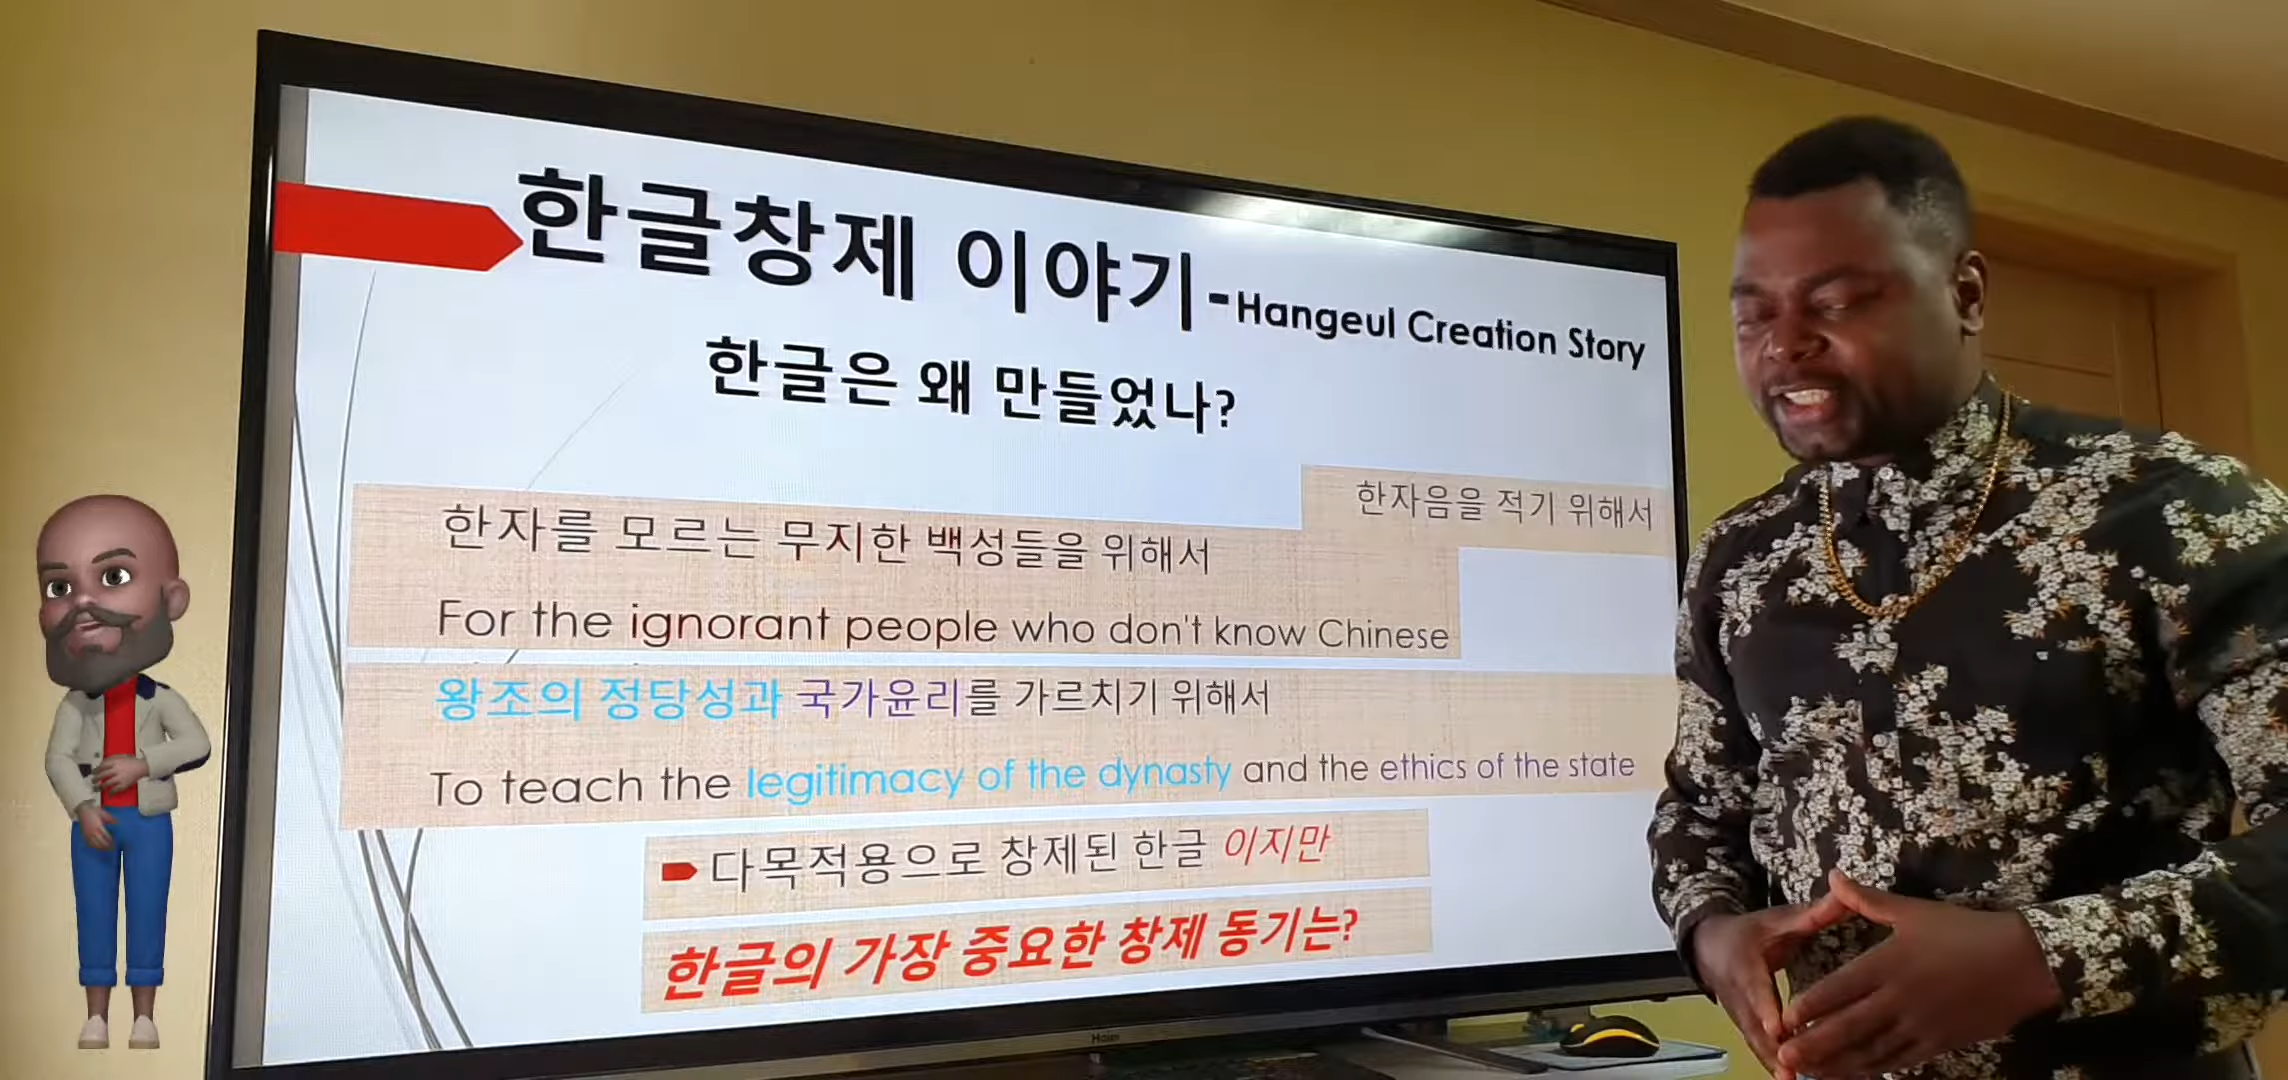 한글창제 이야기-Hangeul Creation Story
한글은 왜 만들었나?
한자음을 적기 위해서
한자를 모르는 무지한 백성들을 위해서
For the ignorant people who don't know Chinese
왕조의 정당성과 국가윤리를 가르치기 위해서
To teach the legitimacy of the dynasty and the ethics of the state
다목적용으로 창제된 한글 이지만
한글의 가장 중요한 창제 동기는?
Haier